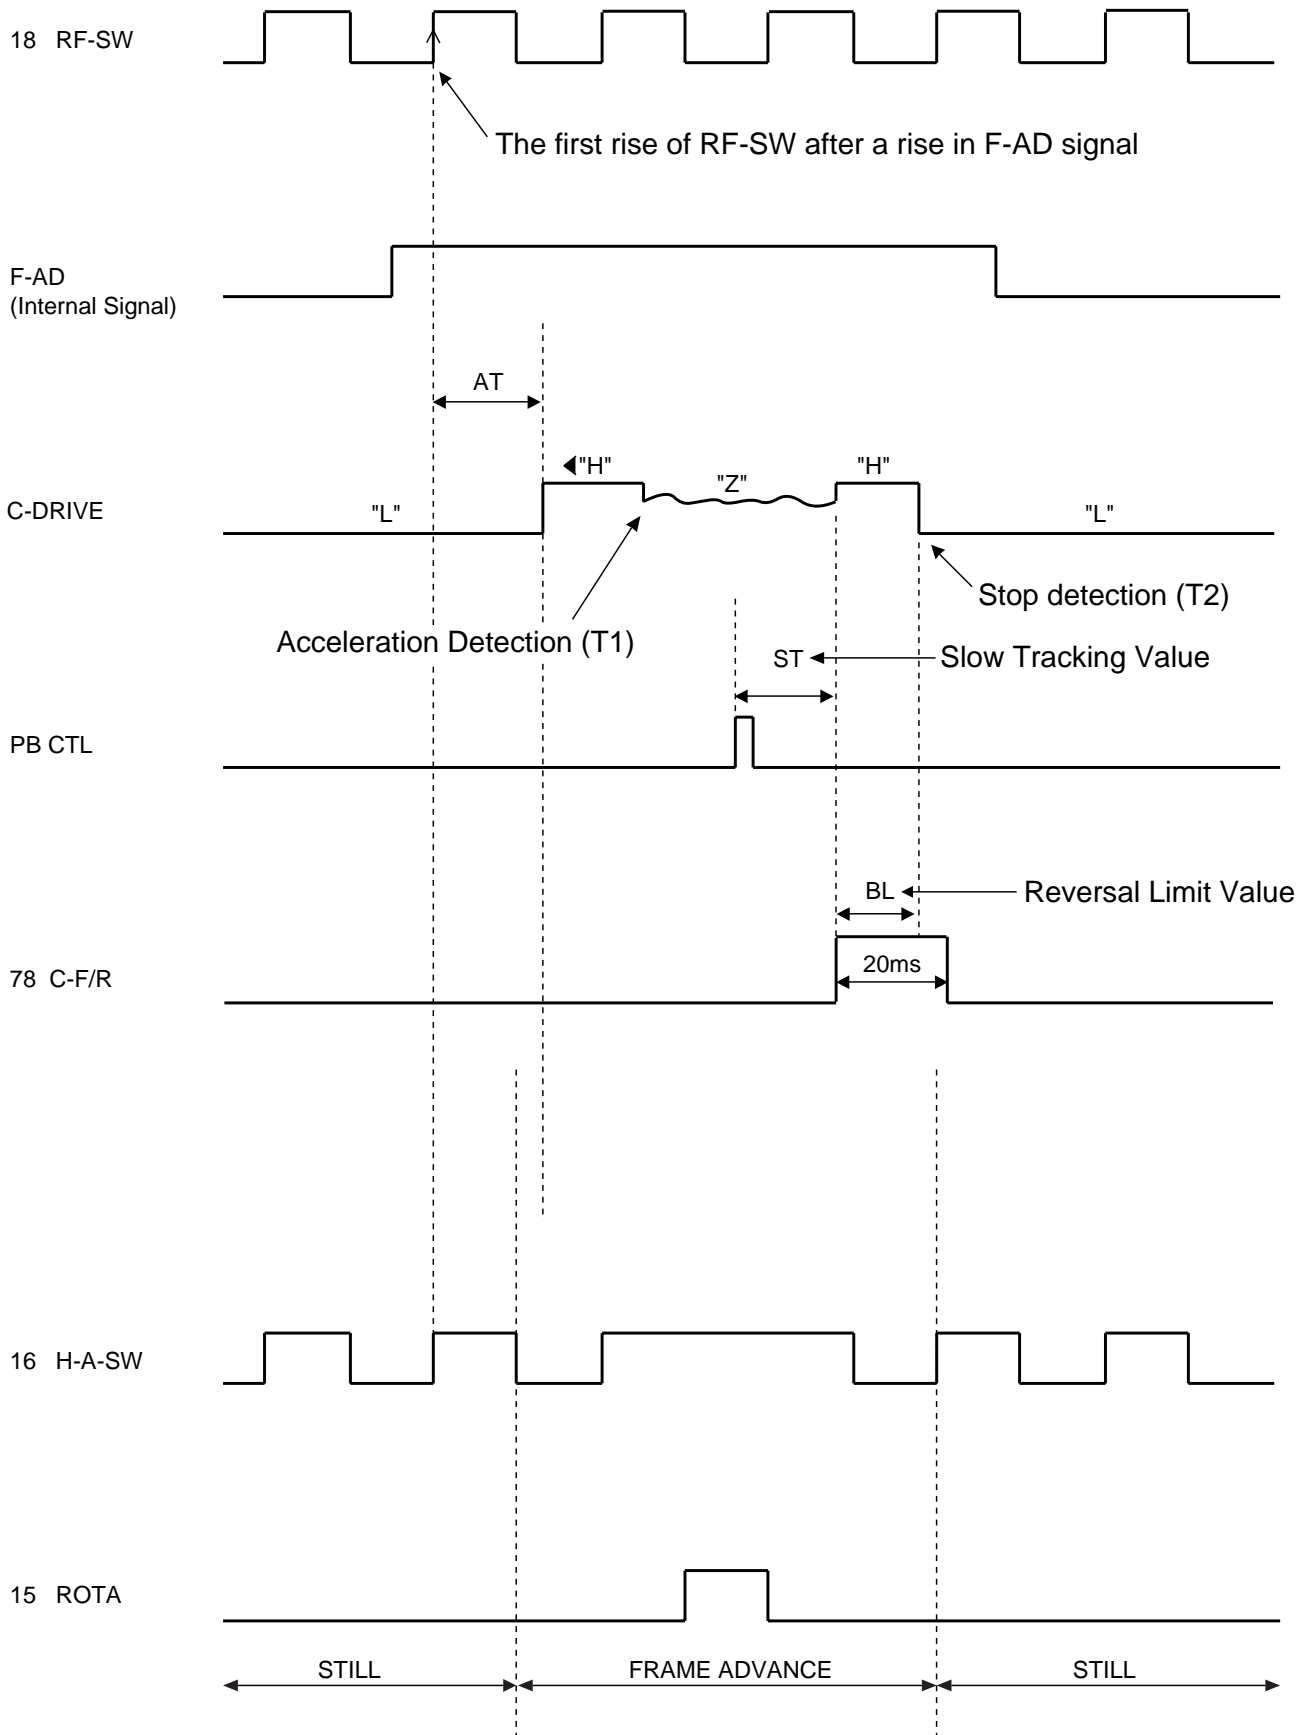 18 RF-SW
The first rise of RF-SW after a rise in F-AD signal
F-AD
(Internal Signal)
AT
"H"
"Z"
"H"
C-DRIVE
"L"
"L"
Stop detection (T2)
Acceleration Detection (T1)
ST
Slow Tracking Value
PB CTL
BL
Reversal Limit Value
78 C-F/R
20ms
16 H-A-SW
15 ROTA
STILL
FRAME ADVANCE
STILL